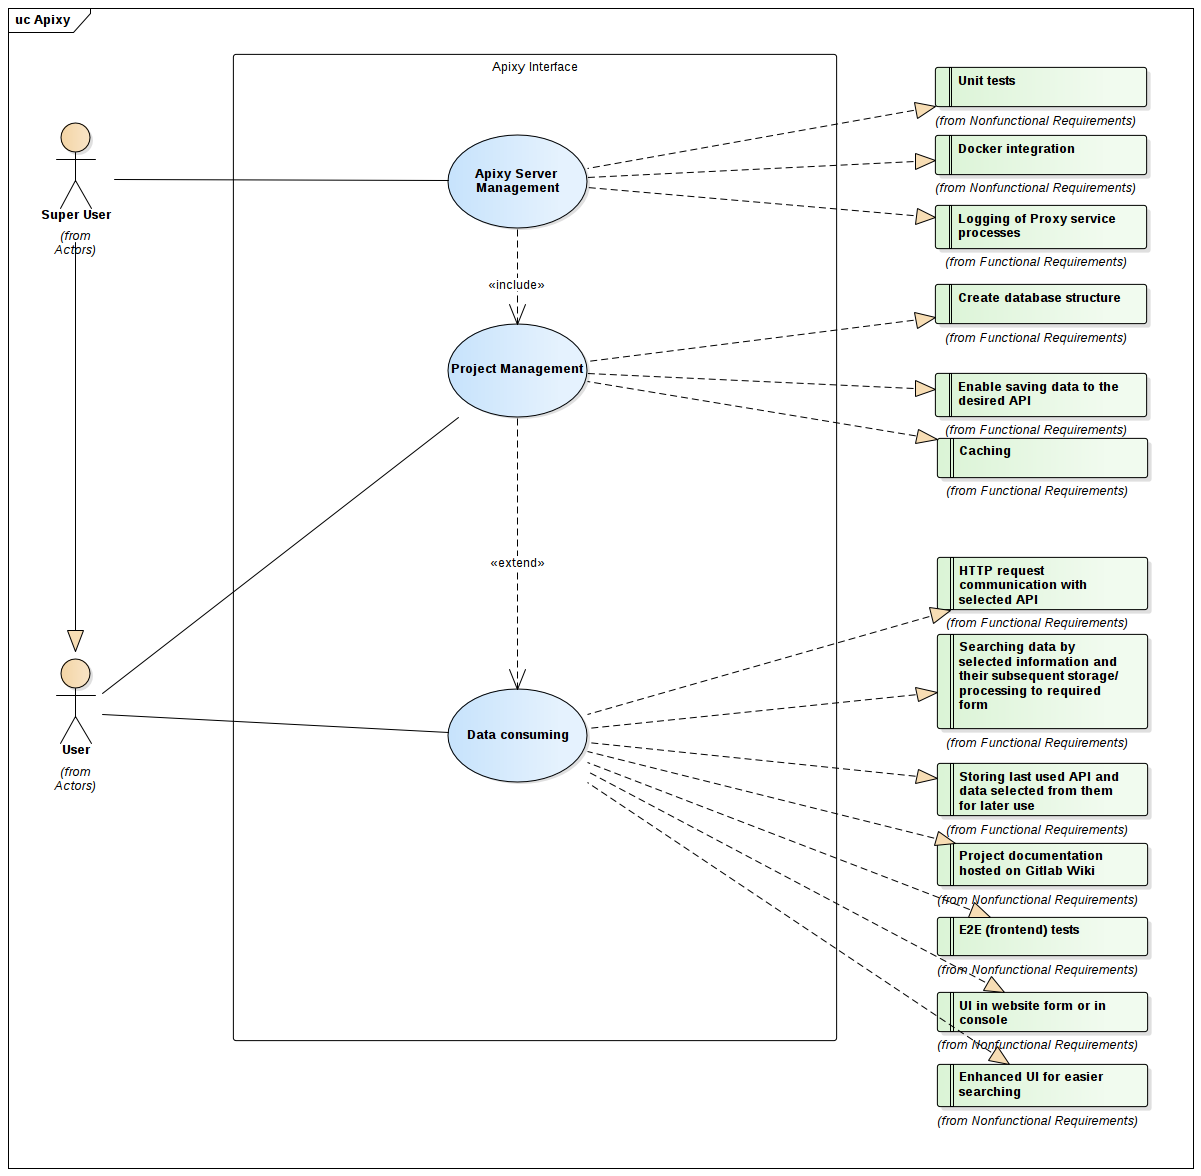 uc Apixy
Apixy Interface
Super User
(from
Actors)
Apixy Server
Management
«include»
Project Management
«extend»
User
(from
Actors)
Data consuming
Unit tests
(from Nonfunctional Requirements)
Docker integration
(from Nonfunctional Requirements)
Logging of Proxy service
processes
(from Functional Requirements)
Create database structure
(from Functional Requirements)
Enable saving data to the
desired API
(from Functional Requirements)
Caching
(from Functional Requirements)
HTTP request
communication with
selected API
(from Functional Requirements)
Searching data by
selected information and
their subsequent storage/
processing to required
form
(from Functional Requirements)
Storing last used API and
data selected from them
for later use
(from Functional Requirements)
Project documentation
hosted on Gitlab Wiki
(from Nonfunctional Requirements)
E2E (frontend) tests
(from Nonfunctional Requirements)
UI in website form or in
console
(from Nonfunctional Requirements)
Enhanced UI for easier
searching
(from Nonfunctional Requirements)